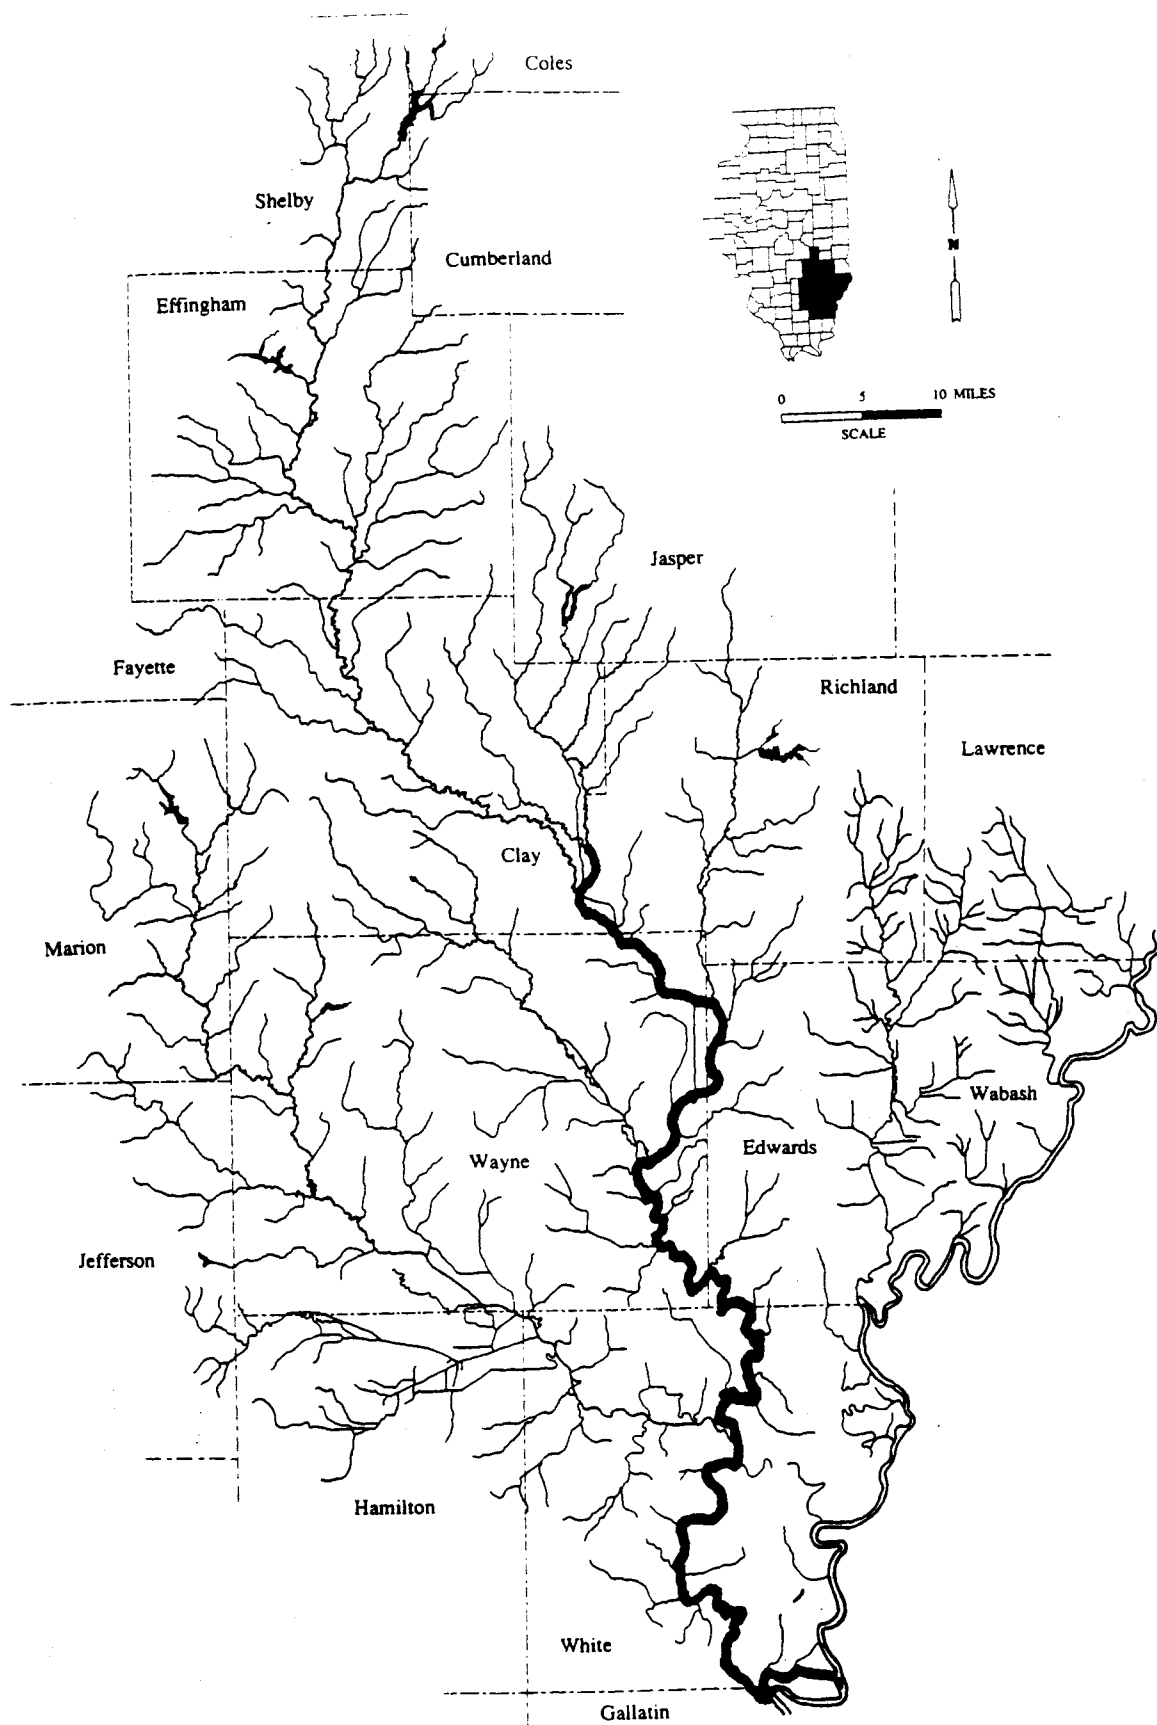 Coles
Shelby
Cumberland
N
Effingham
0 5 10 MILES
SCALE
Jasper
Fayette
Richland
Lawrence
Clay
Marion
Wabash
Edwards
Wayne
Jefferson
Hamilton
White
Gallatin